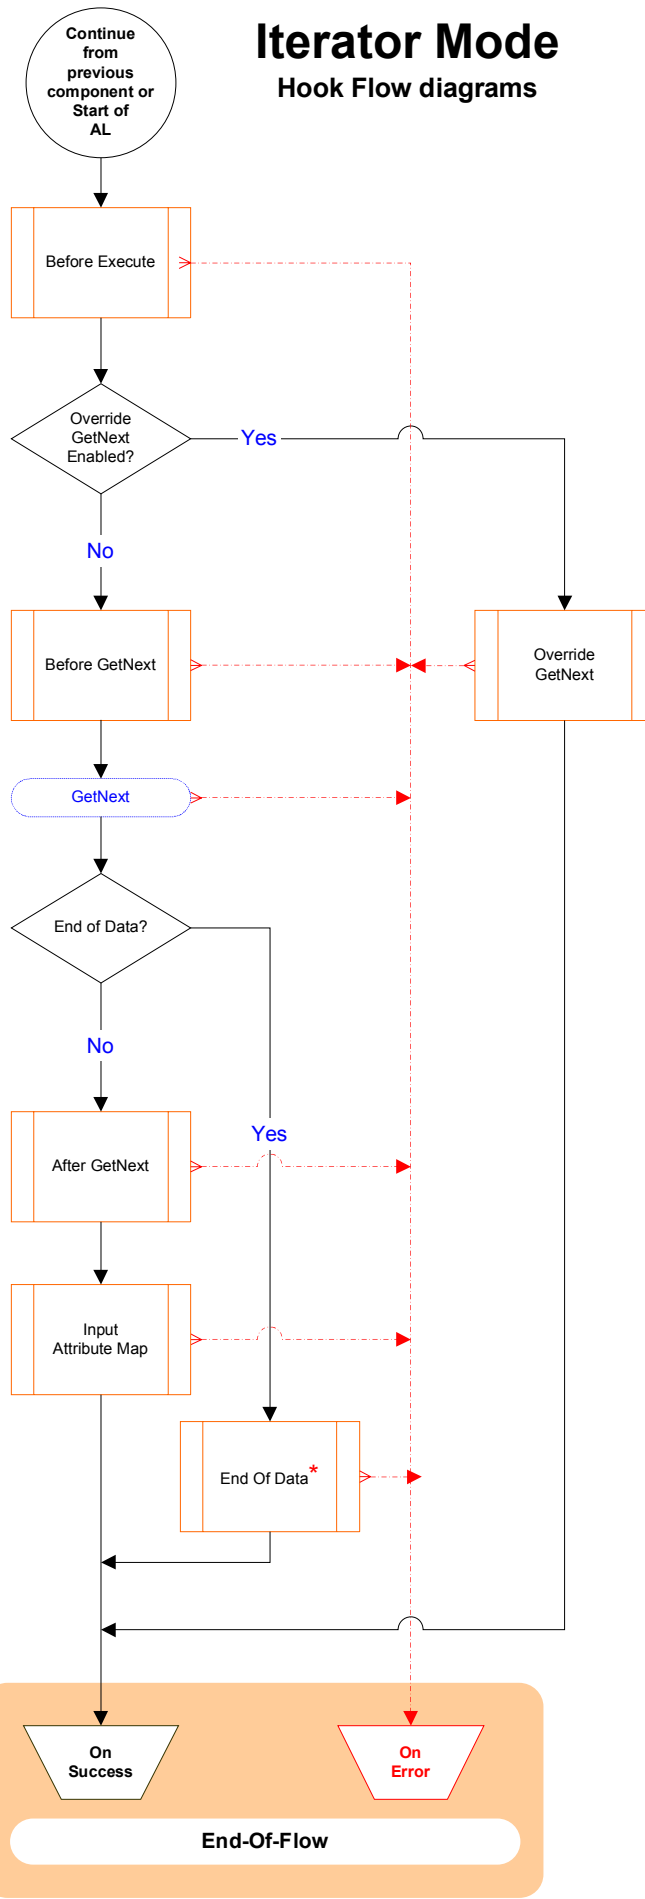 Iterator Mode
Hook Flow diagrams
Continue
from
previous
component or
Start of
AL
Before Execute
Override
GetNext
Enabled?
Yes
No
Before GetNext
Override
GetNext
GetNext
End of Data?
No
Yes
After GetNext
Input
Attribute Map
End Of Data*
On
Success
On
Error
End-Of-Flow